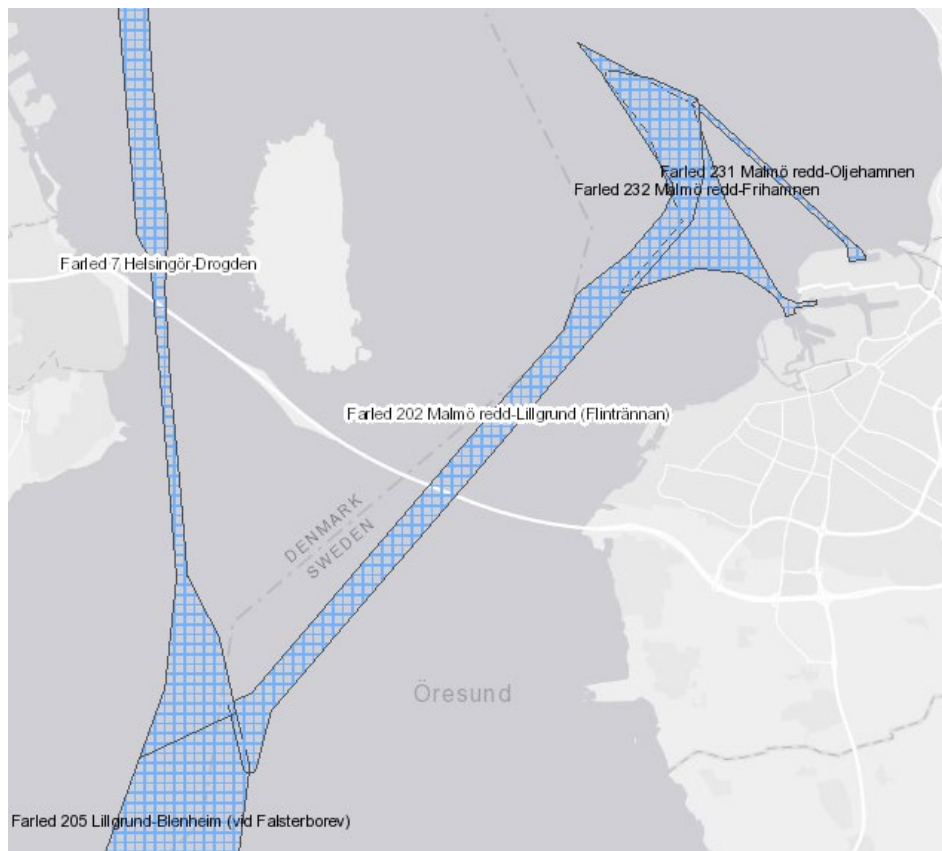 Farled 231 Malmö redd-Oljehamnen
Farled 232 Malmö redd-Frihamnen
Farled 7 Helsingör-Drogden
Farled 202 Malmö redd-Lillgrund (Flintrännan)
DENMARK
SWEDEN
Öresund
Farled 205 Lillgrund-Blenheim (vid Falsterborev)